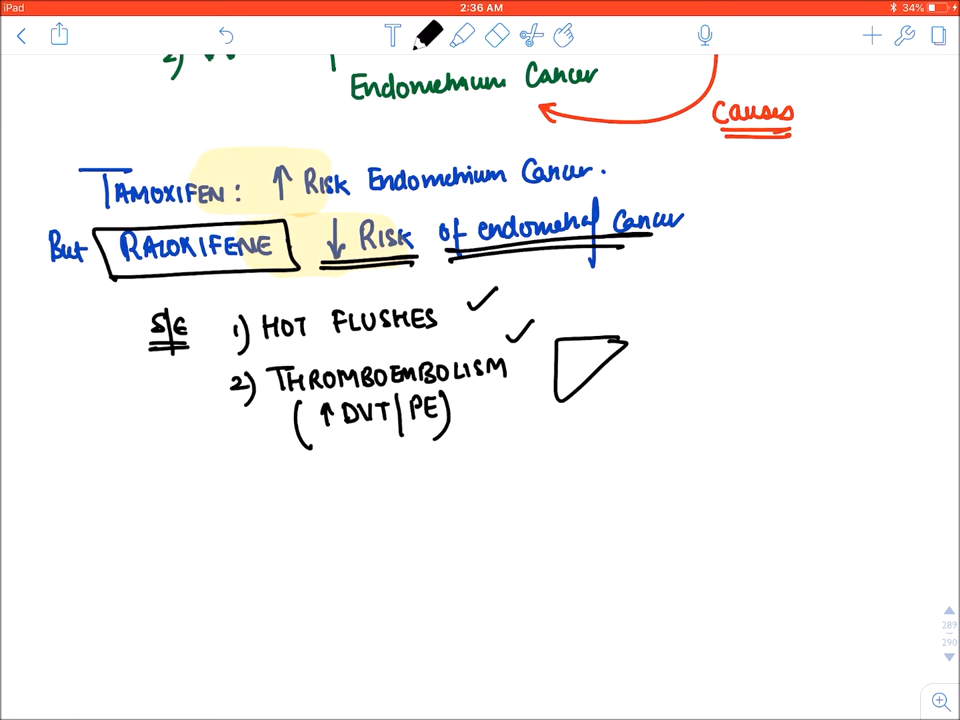 iPad
2:36 AM
34%
T
2)
Endometrium Cancer
Causes
TAMOXIFEN: ↑ Risk Endometrium Cancer.
But RALOXIFENE ↓ Risk of endometrial Cancer
S/E 1) HOT FLUSHES ✓
2) THROMBOEMBOLISM ✓
(↑ DVT/PE)
289
290